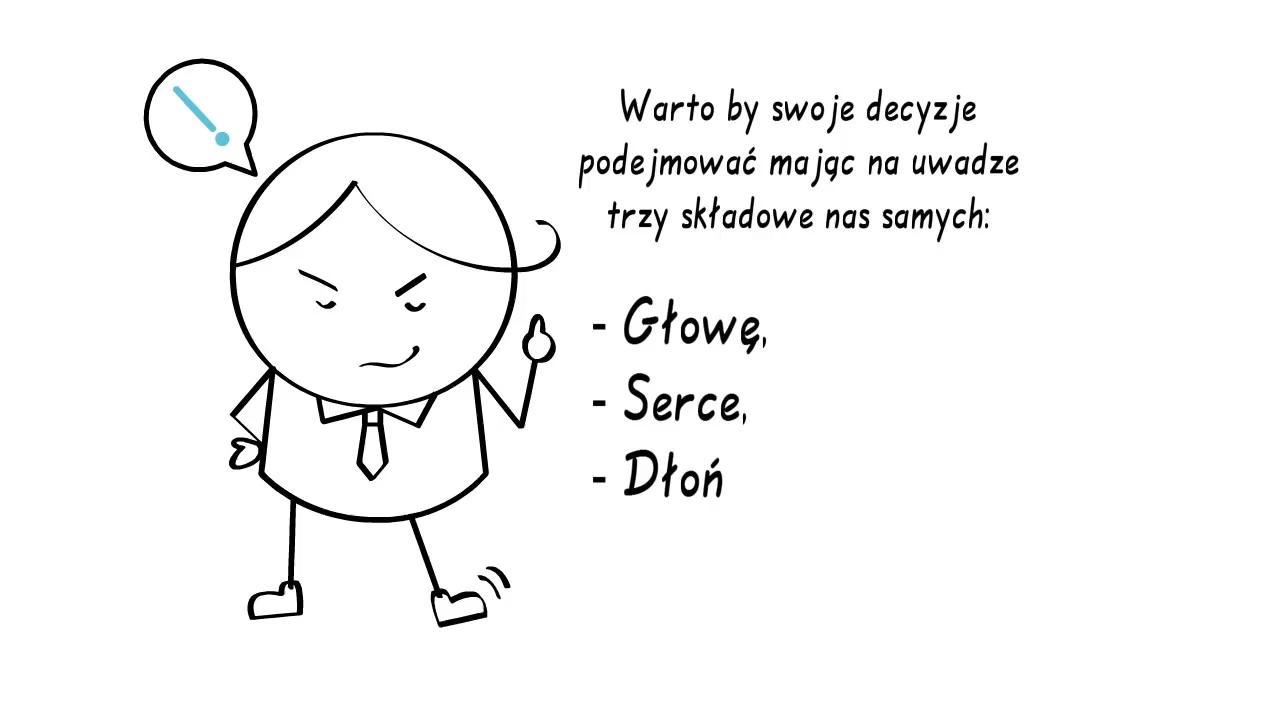 Warto by swoje decyzje
podejmować mając na uwadze
trzy składowe nas samych:
- Głowę,
- Serce,
- Dłoń